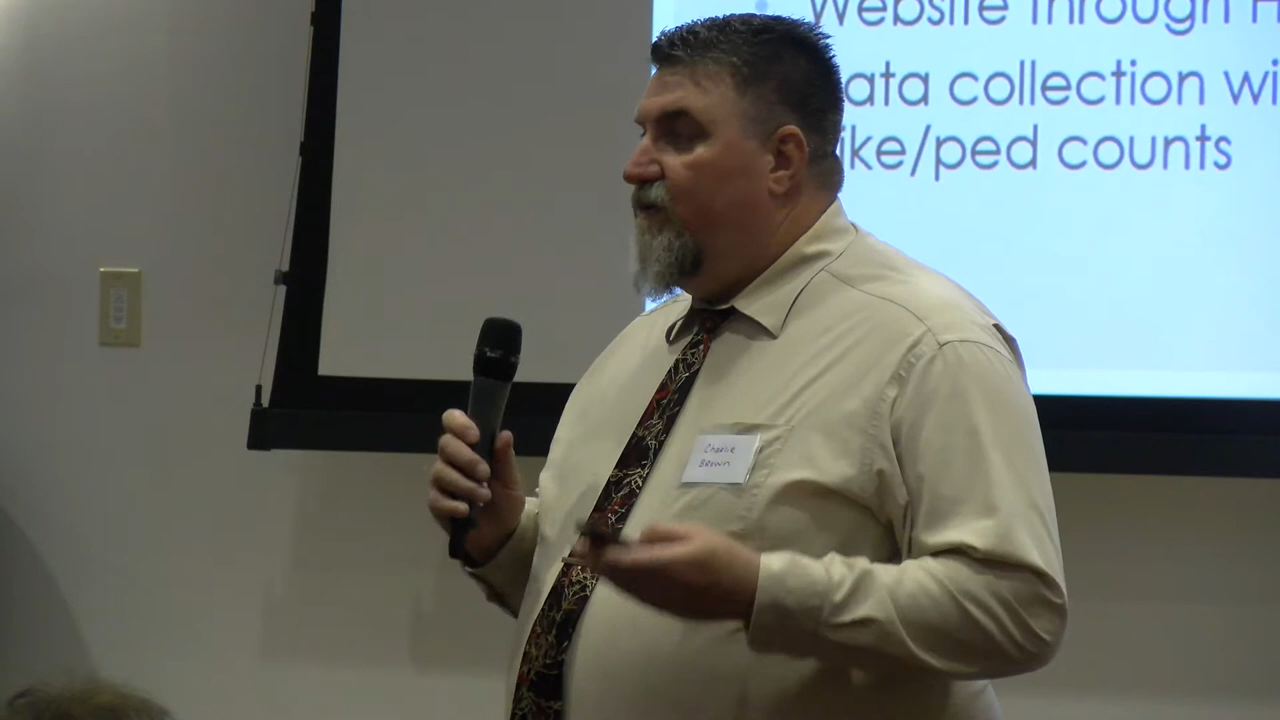 Website through H
ata collection wi
ike/ped counts
Charlie
Brown